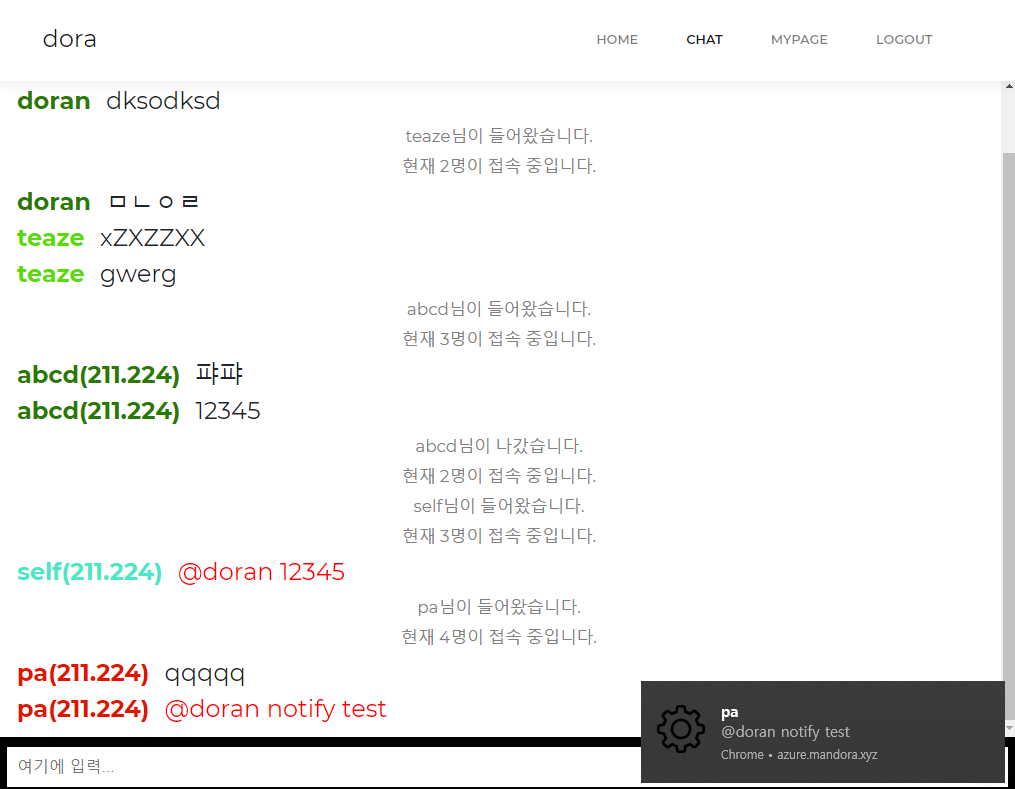 dora HOME CHAT MYPAGE LOGOUT
doran dksodksd
teaze님이 들어왔습니다.
현재 2명이 접속 중입니다.
doran ㅁㄴㅇㄹ
teaze xZXZZXX
teaze gwerg
abcd님이 들어왔습니다.
현재 3명이 접속 중입니다.
abcd(211.224) 퍄퍄
abcd(211.224) 12345
abcd님이 나갔습니다.
현재 2명이 접속 중입니다.
self님이 들어왔습니다.
현재 3명이 접속 중입니다.
self(211.224) @doran 12345
pa님이 들어왔습니다.
현재 4명이 접속 중입니다.
pa(211.224) qqqqq
pa(211.224) @doran notify test
여기에 입력...
pa
@doran notify test
Chrome • azure.mandora.xyz